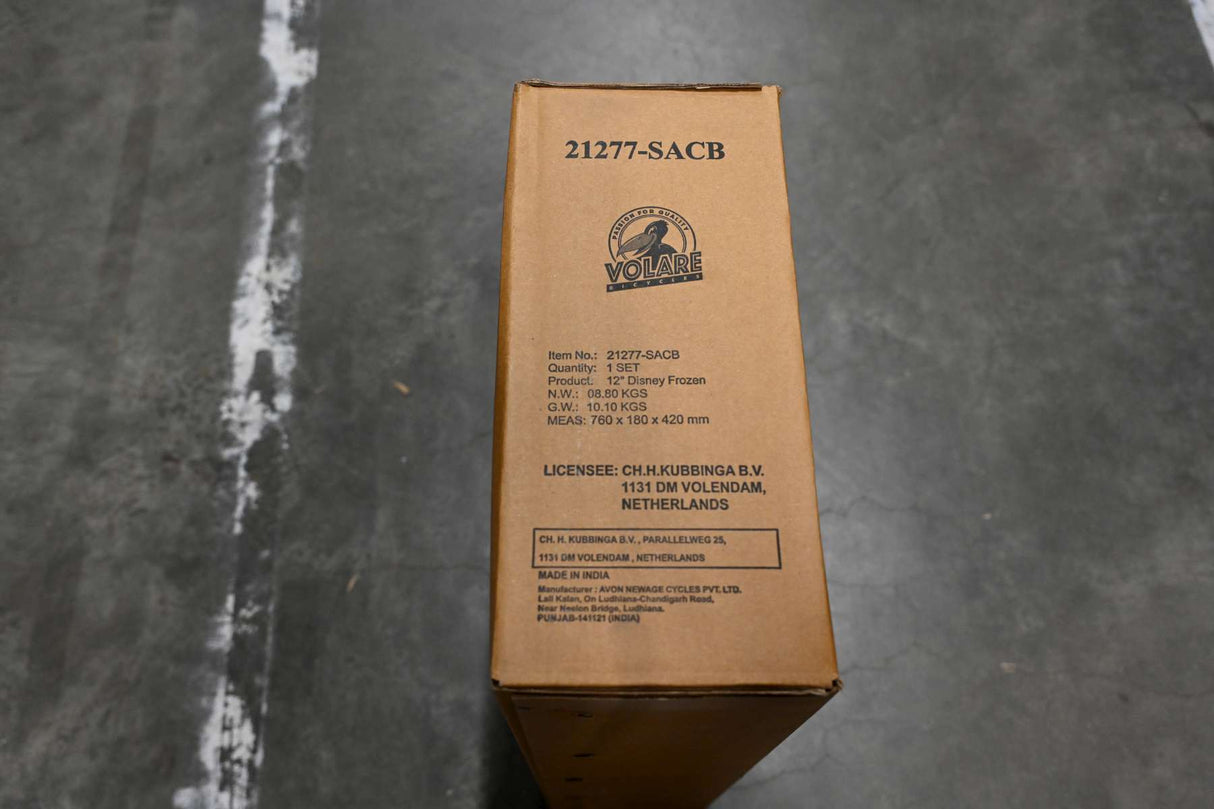 21277-SACB
PASSION FOR QUALITY
VOLARE
BICYCLES
Item No.: 21277-SACB
Quantity: 1 SET
Product: 12" Disney Frozen
N.W.: 08.80 KGS
G.W.: 10.10 KGS
MEAS: 760 x 180 x 420 mm
LICENSEE: CH.H.KUBBINGA B.V.
1131 DM VOLENDAM,
NETHERLANDS
CH. H. KUBBINGA B.V. , PARALLELWEG 25,
1131 DM VOLENDAM , NETHERLANDS
MADE IN INDIA
Manufacturer : AVON NEWAGE CYCLES PVT. LTD.
Lall Kalan, On Ludhiana-Chandigarh Road,
Near Neelon Bridge, Ludhiana.
PUNJAB-141121 (INDIA)